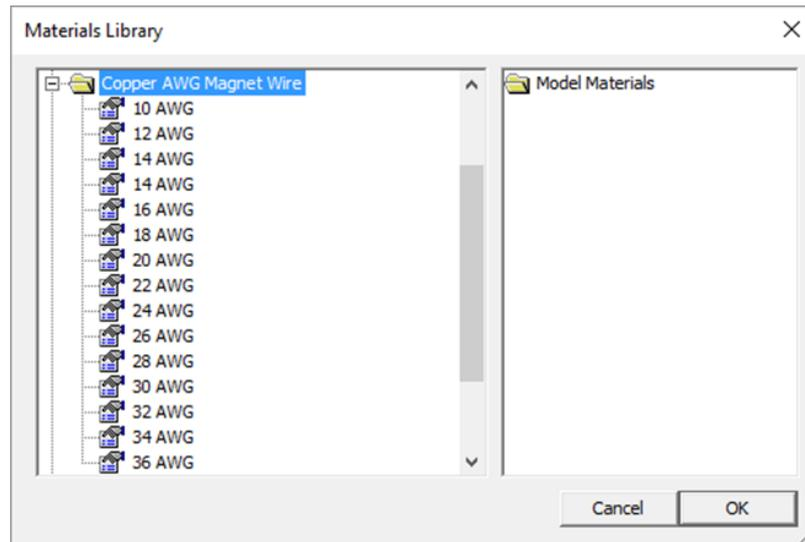 Materials Library
Copper AWG Magnet Wire
10 AWG
12 AWG
14 AWG
14 AWG
16 AWG
18 AWG
20 AWG
22 AWG
24 AWG
26 AWG
28 AWG
30 AWG
32 AWG
34 AWG
36 AWG
Model Materials
Cancel
OK